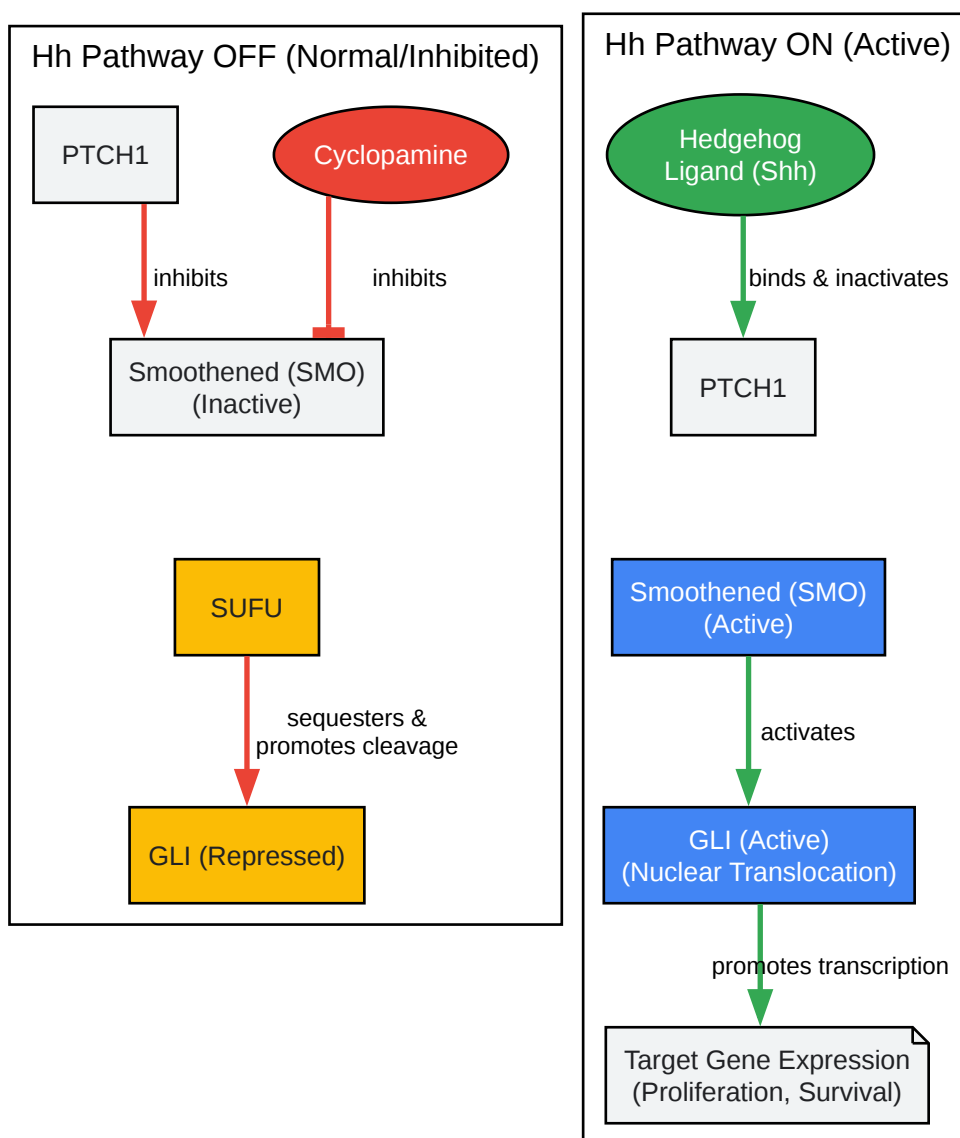 Hh Pathway OFF (Normal/Inhibited)
PTCH1
Cyclopamine
inhibits
inhibits
Smoothened (SMO)
(Inactive)
SUFU
sequesters &
promotes cleavage
GLI (Repressed)
Hh Pathway ON (Active)
Hedgehog
Ligand (Shh)
binds & inactivates
PTCH1
Smoothened (SMO)
(Active)
activates
GLI (Active)
(Nuclear Translocation)
promotes transcription
Target Gene Expression
(Proliferation, Survival)